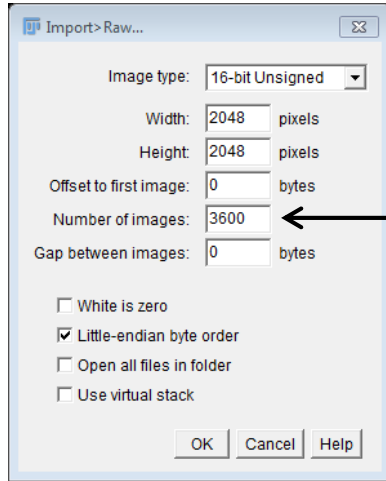 Import>Raw...
Image type: 16-bit Unsigned
Width: 2048 pixels
Height: 2048 pixels
Offset to first image: 0 bytes
Number of images: 3600
Gap between images: 0 bytes
White is zero
Little-endian byte order
Open all files in folder
Use virtual stack
OK Cancel Help